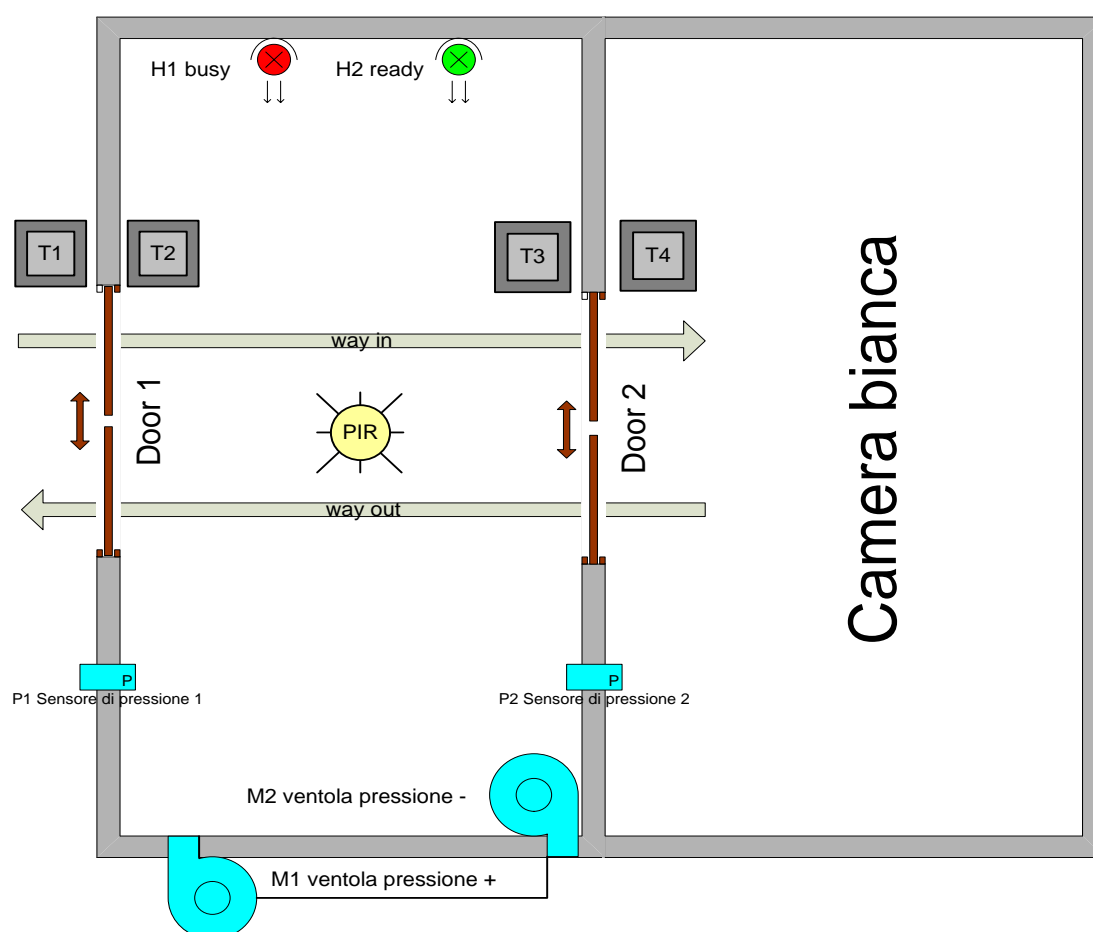 H1 busy
H2 ready
T1
T2
T3
T4
way in
Door 1
PIR
Door 2
Camera bianca
way out
P
P
P1 Sensore di pressione 1
P2 Sensore di pressione 2
M2 ventola pressione -
M1 ventola pressione +